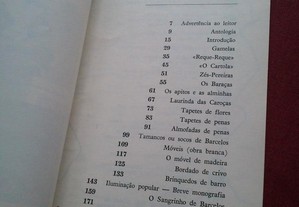 7 Advertência ao leitor
9 Antologia
13 Introdução
29 Gamelas
35 «Reque-Reque»
45 «O Cartola»
51 Zés-Pereiras
55 Os Baraças
61 Os apitos e as alminhas
67 Laurinda das Caroças
73 Tapetes de flores
83 Tapetes de penas
91 Almofadas de penas
99 Tamancos ou socos de Barcelos
109 Móveis (obra branca)
117 O móvel de madeira
125 Bordado de crivo
133 Brinquedos de barro
143 Iluminação popular — Breve monografia
159 O Sangrinho de Barcelos
171